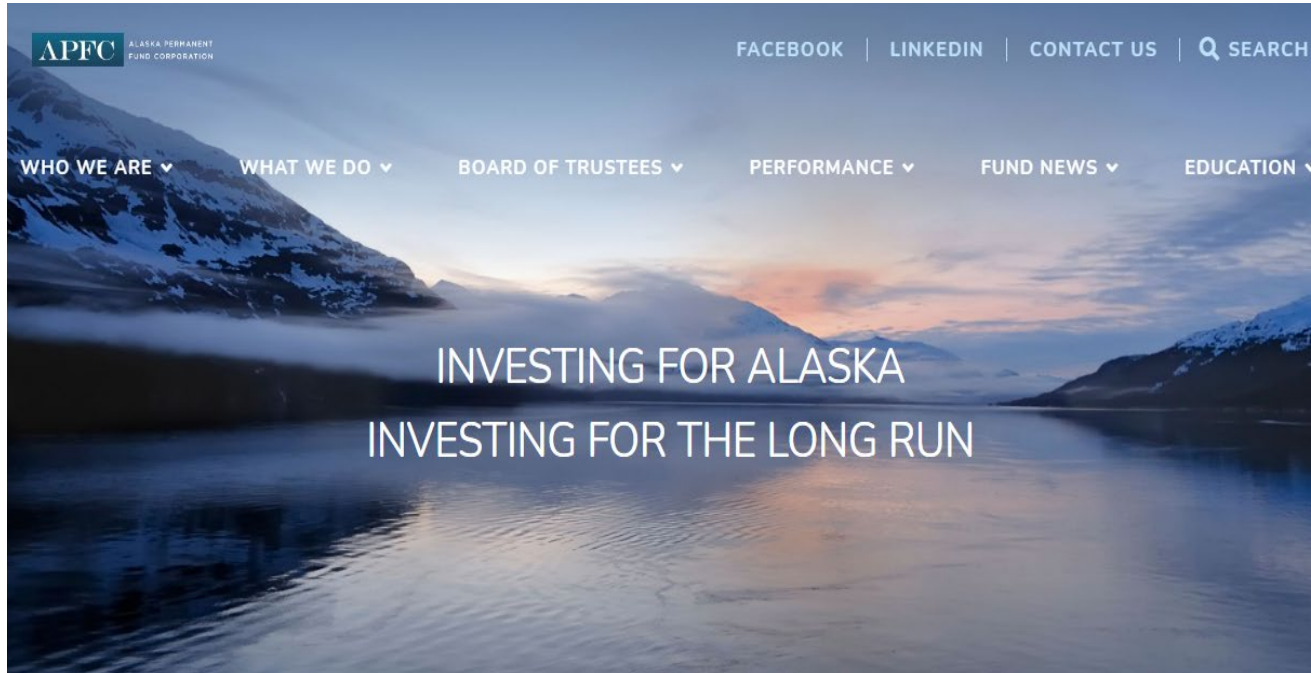 APFC ALASKA PERMANENT
FUND CORPORATION
FACEBOOK | LINKEDIN | CONTACT US | SEARCH
WHO WE ARE WHAT WE DO BOARD OF TRUSTEES PERFORMANCE FUND NEWS EDUCATION
INVESTING FOR ALASKA
INVESTING FOR THE LONG RUN